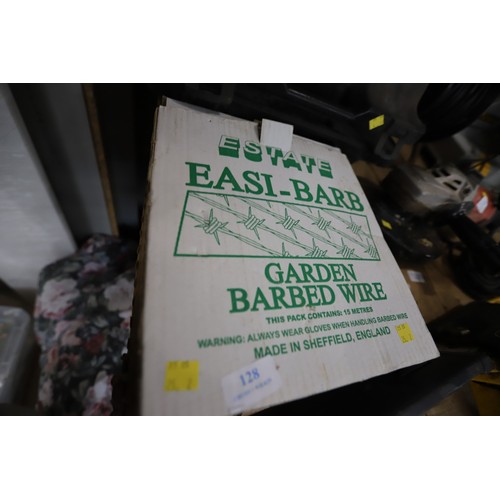 ESTATE
EASI-BARB
GARDEN
BARBED WIRE
THIS PACK CONTAINS: 15 METRES
WARNING: ALWAYS WEAR GLOVES WHEN HANDLING BARBED WIRE
MADE IN SHEFFIELD, ENGLAND
128